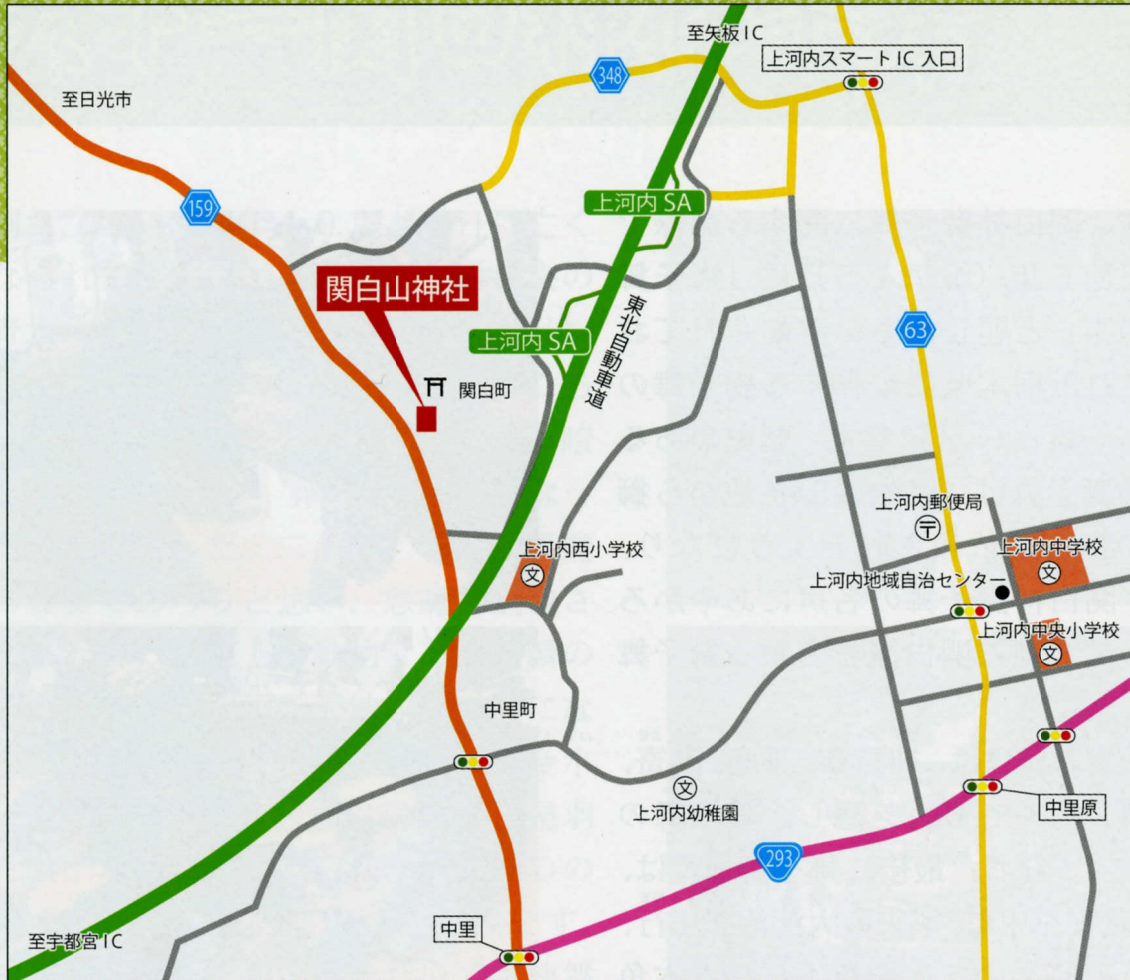 至矢板IC
上河内スマートIC 入口
348
至日光市
159
上河内 SA
関白山神社
東北自動車道
63
上河内 SA
関白町
上河内郵便局
〒
上河内西小学校
文
上河内中学校
文
上河内地域自治センター
上河内中央小学校
文
中里町
文
上河内幼稚園
中里原
293
中里
至宇都宮IC